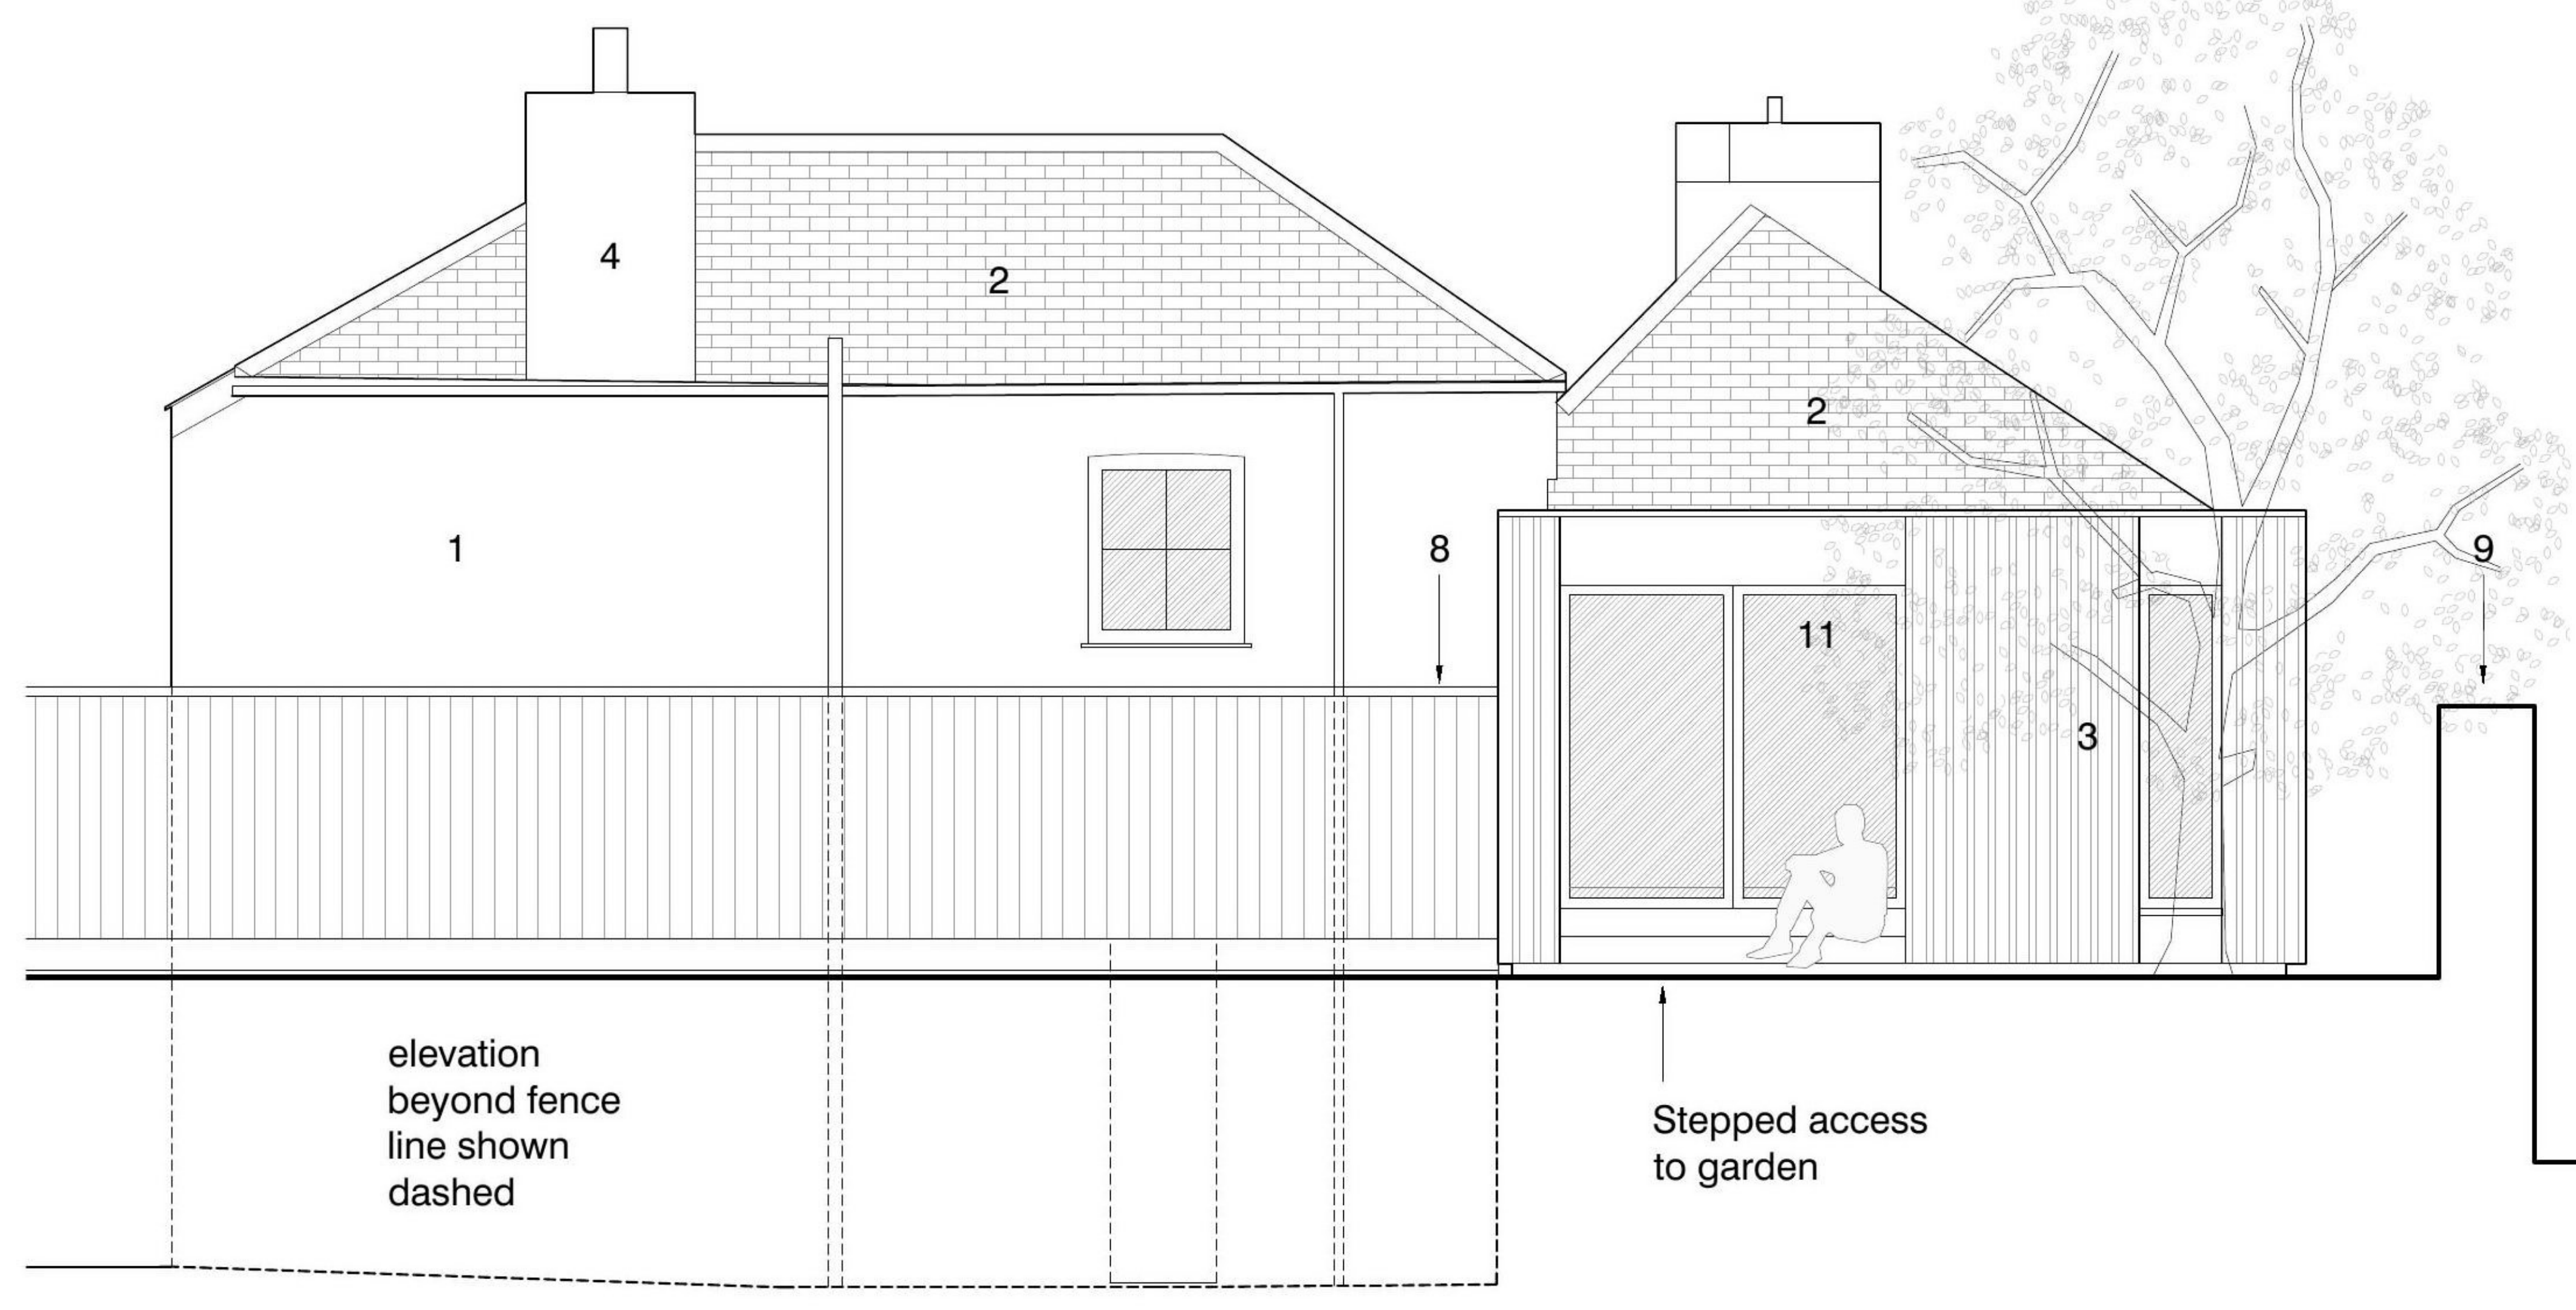 4
2
2
1
8
9
11
3
elevation
beyond fence
line shown
dashed
Stepped access
to garden